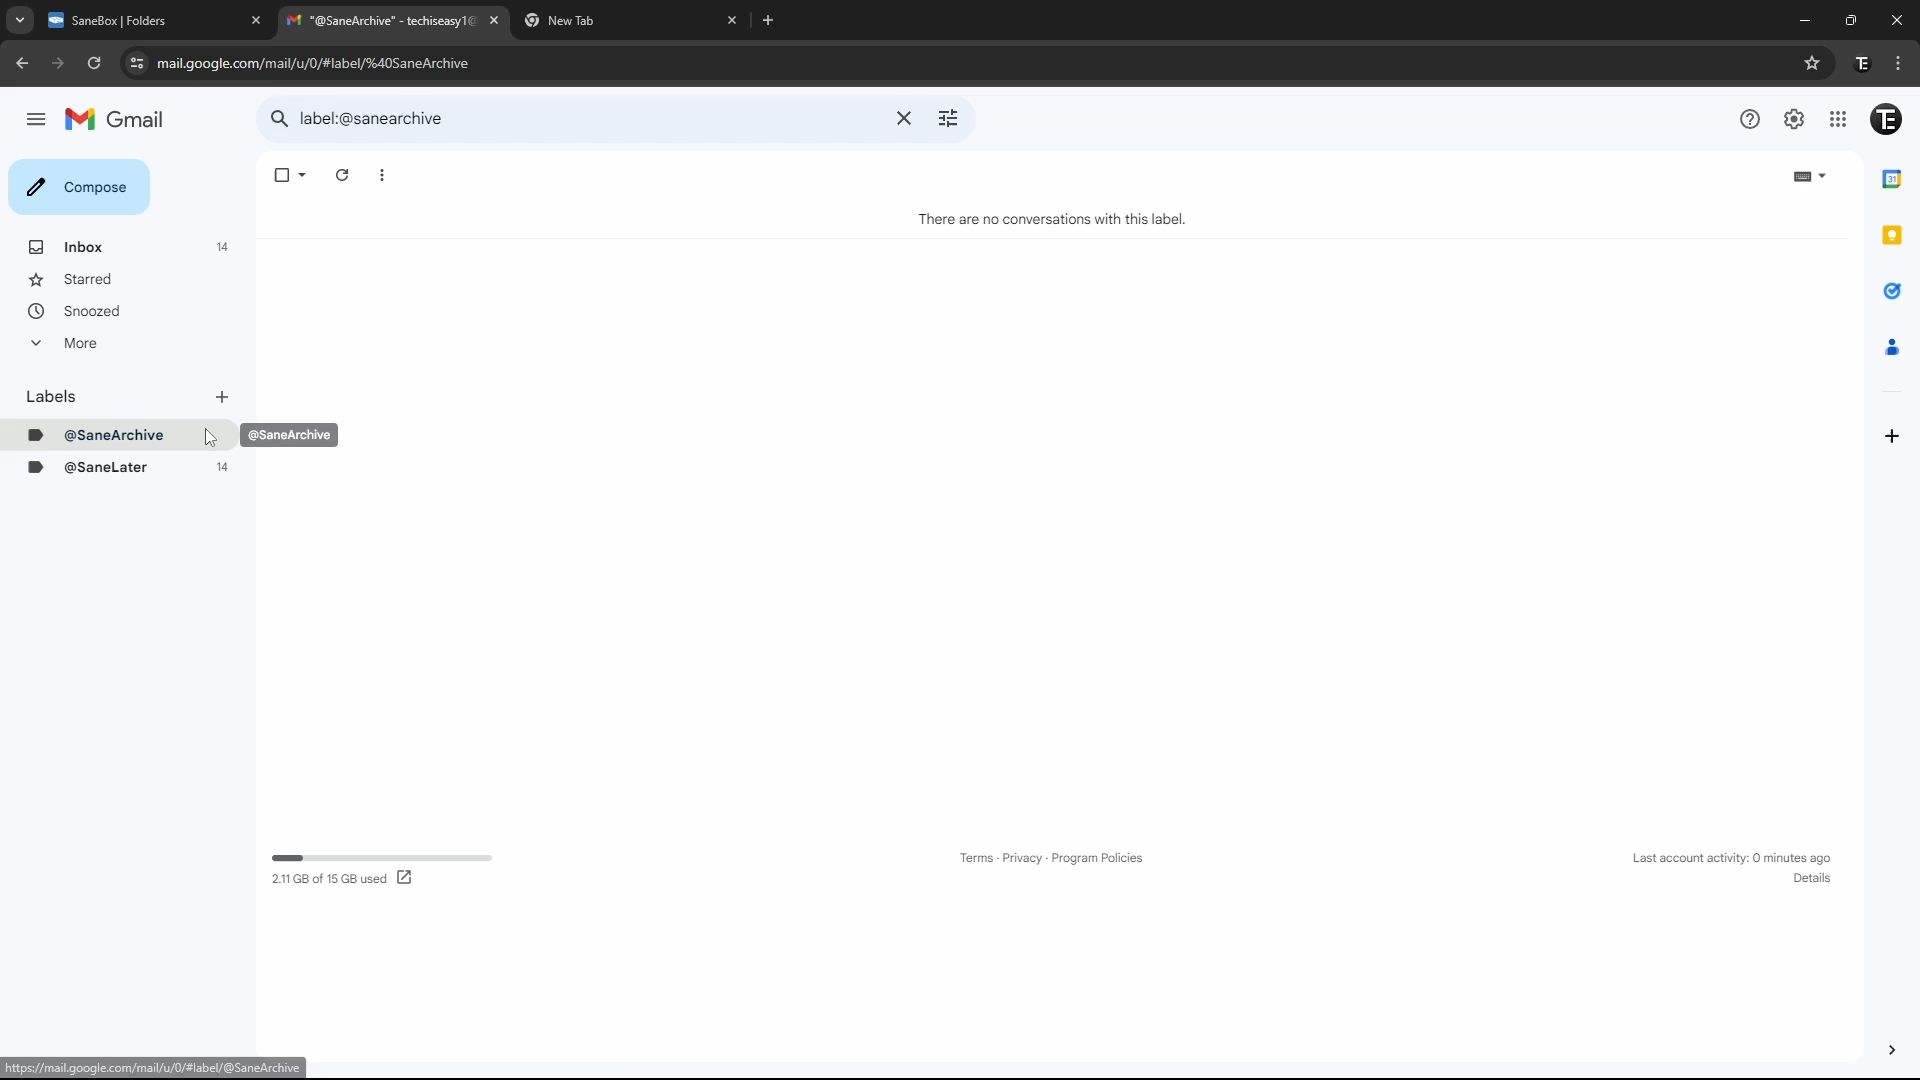 SaneBox | Folders
"@SaneArchive" - techiseasy1@
New Tab
mail.google.com/mail/u/0/#label/%40SaneArchive
TE
Gmail
label:@sanearchive
TE
Compose
31
There are no conversations with this label.
Inbox 14
Starred
Snoozed
More
Labels
@SaneArchive
@SaneArchive
@SaneLater 14
2.11 GB of 15 GB used
Terms · Privacy · Program Policies
Last account activity: 0 minutes ago
Details
https://mail.google.com/mail/u/0/#label/@SaneArchive